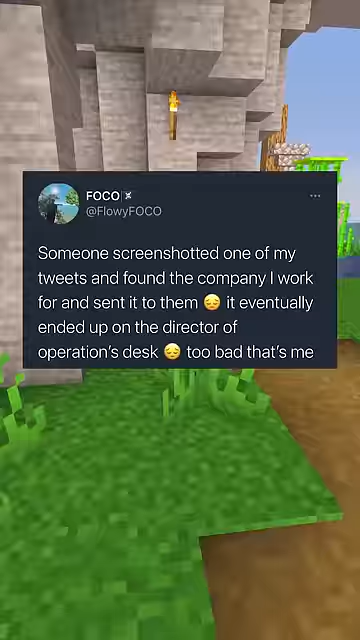 FOCO
@FlowyFOCO
Someone screenshotted one of my
tweets and found the company I work
for and sent it to them 😔 it eventually
ended up on the director of
operation's desk 😔 too bad that's me